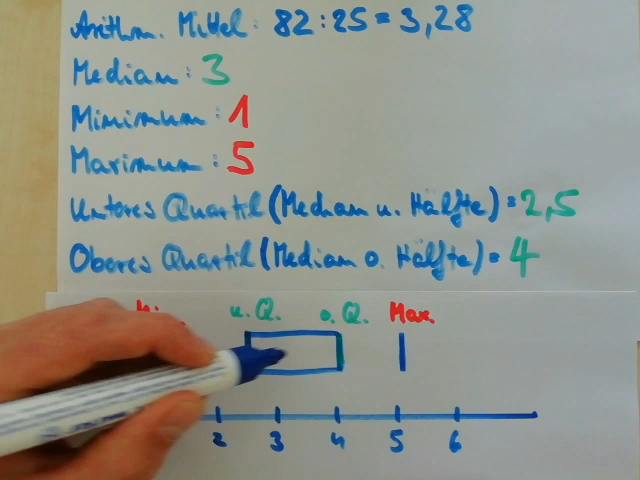 Arithm. Mittel: 82:25=3,28
Median: 3
Minimum: 1
Maximum: 5
Unteres Quartil (Median u. Hälfte)=2,5
Oberes Quartil (Median o. Hälfte)=4
u.Q. o.Q. Max.
2 3 4 5 6